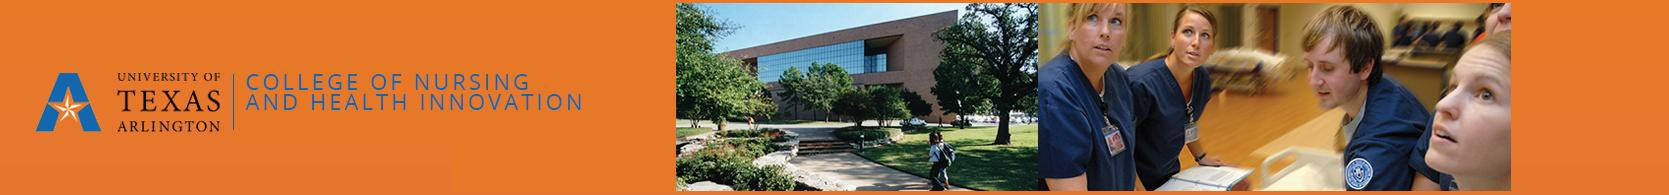 UNIVERSITY OF
TEXAS
ARLINGTON
COLLEGE OF NURSING
AND HEALTH INNOVATION